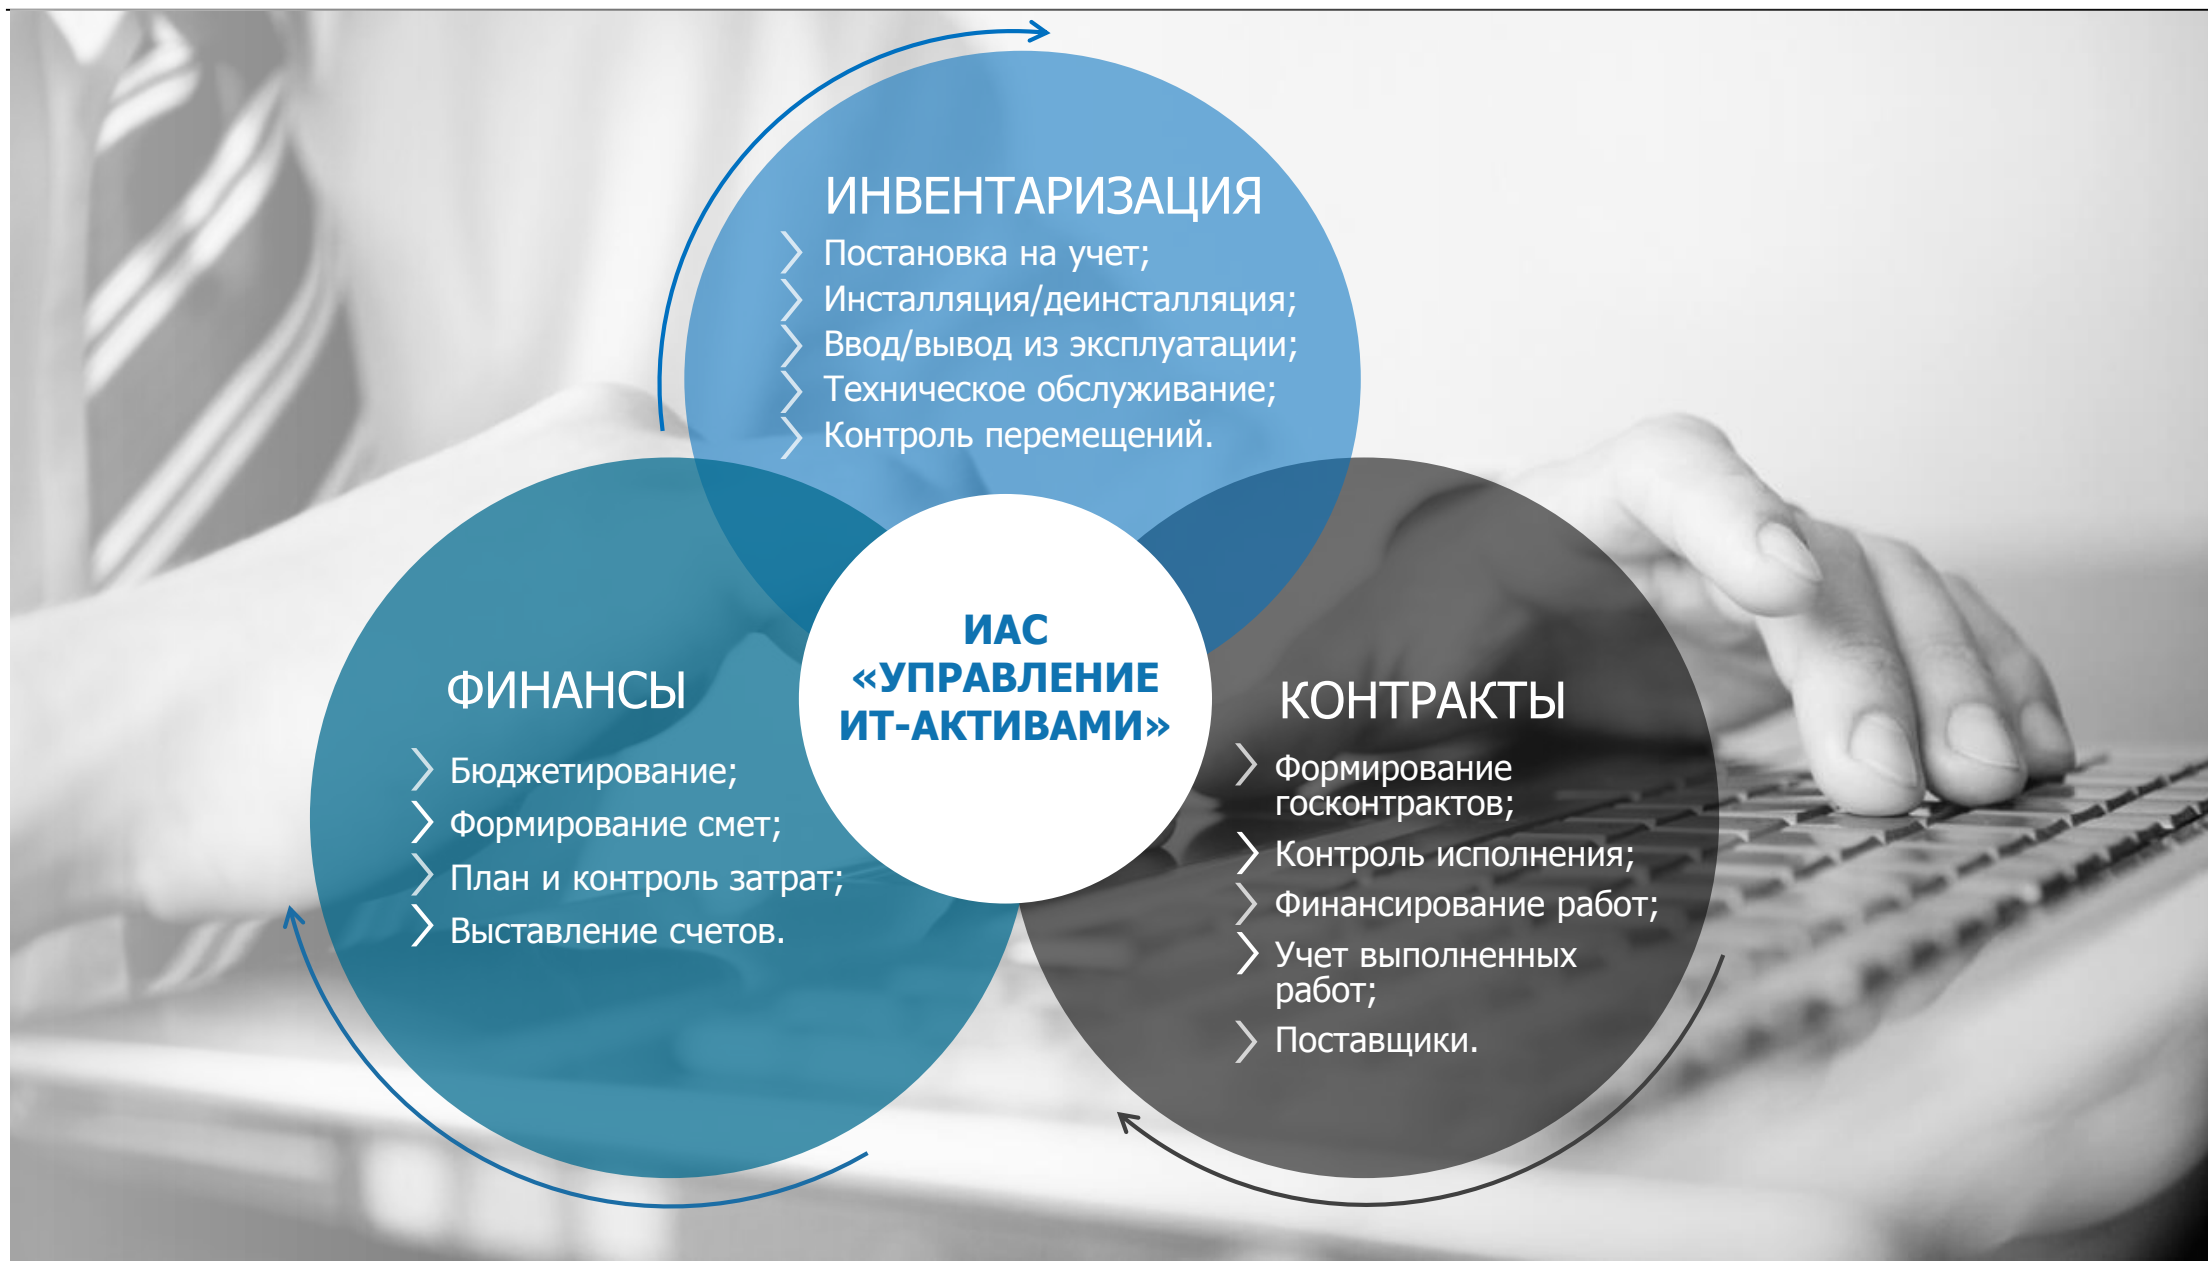 ИНВЕНТАРИЗАЦИЯ
Постановка на учет;
Инсталляция/деинсталляция;
Ввод/вывод из эксплуатации;
Техническое обслуживание;
Контроль перемещений.
ИАС
«УПРАВЛЕНИЕ
ИТ-АКТИВАМИ»
ФИНАНСЫ
Бюджетирование;
Формирование смет;
План и контроль затрат;
Выставление счетов.
КОНТРАКТЫ
Формирование
госконтрактов;
Контроль исполнения;
Финансирование работ;
Учет выполненных
работ;
Поставщики.